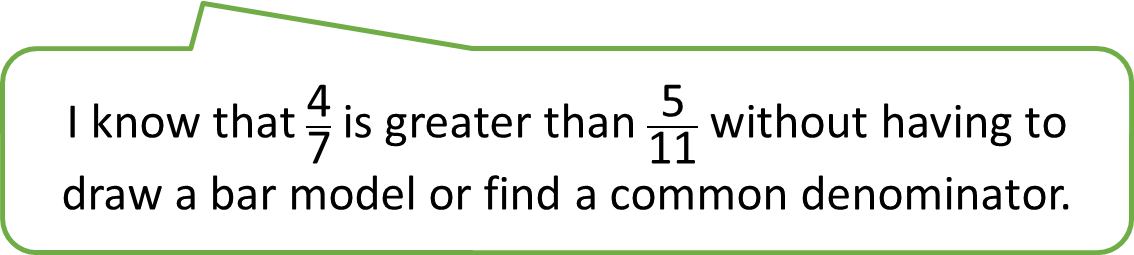 I know that 4/7 is greater than 5/11 without having to
draw a bar model or find a common denominator.